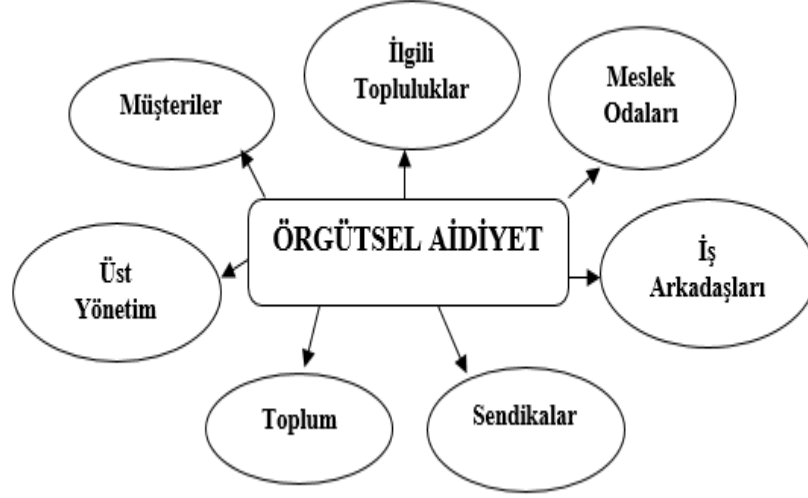 İlgili
Topluluklar
Müşteriler
Meslek
Odaları
ÖRGÜTSEL AİDİYET
Üst
Yönetim
İş
Arkadaşları
Toplum
Sendikalar